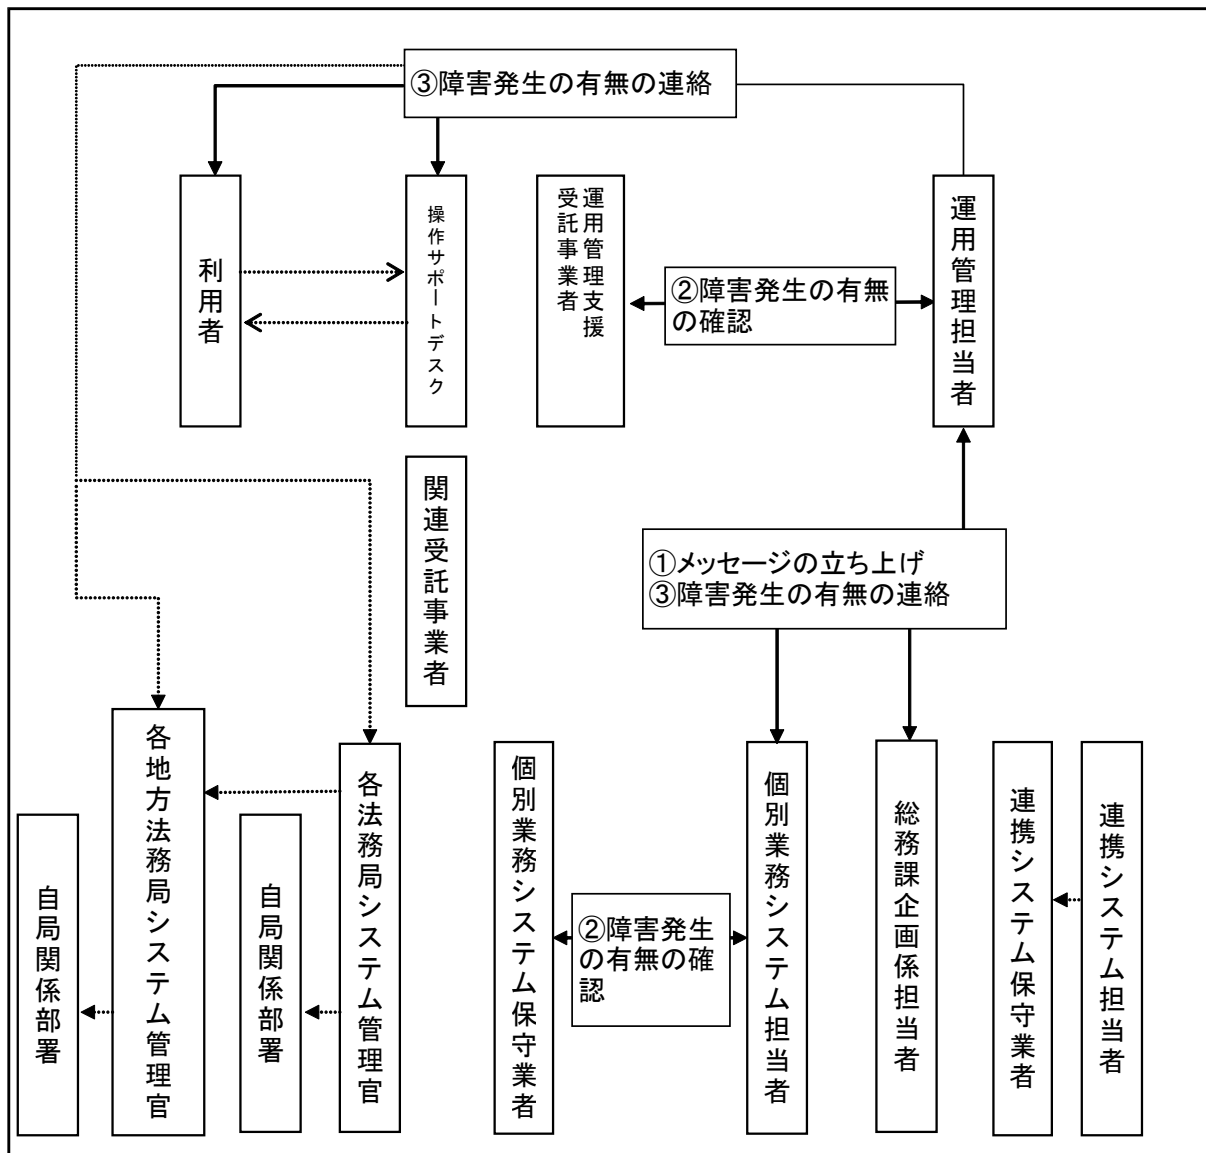 ③障害発生の有無の連絡
利用者
操作サポートデスク
運用管理支援
受託事業者
②障害発生の有無
の確認
運用管理担当者
関連受託事業者
①メッセージの立ち上げ
③障害発生の有無の連絡
自局関係部署
各地方法務局システム管理官
自局関係部署
各法務局システム管理官
個別業務システム保守業者
②障害発生
の有無の確
認
個別業務システム担当者
総務課企画係担当者
連携システム保守業者
連携システム担当者